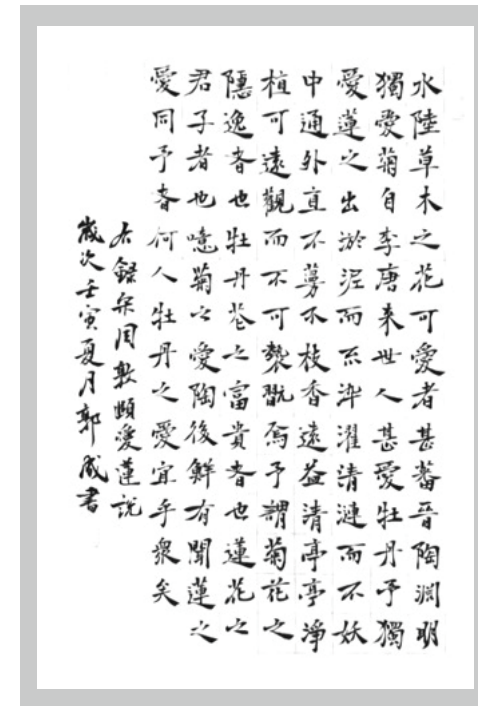 水陸草木之花可愛者甚蕃晉陶淵明
獨愛菊自李唐來世人甚愛牡丹予獨
愛蓮之出淤泥而不染濯清漣而不妖
中通外直不蔓不枝香遠益清亭亭淨
植可遠觀而不可褻翫焉予謂菊花之
隱逸者也牡丹花之富貴者也蓮花之
君子者也噫菊之愛陶後鮮有聞蓮之
愛同予者何人牡丹之愛宜乎眾矣
右錄宋周敦頤愛蓮說
歲次壬寅夏月郭成書